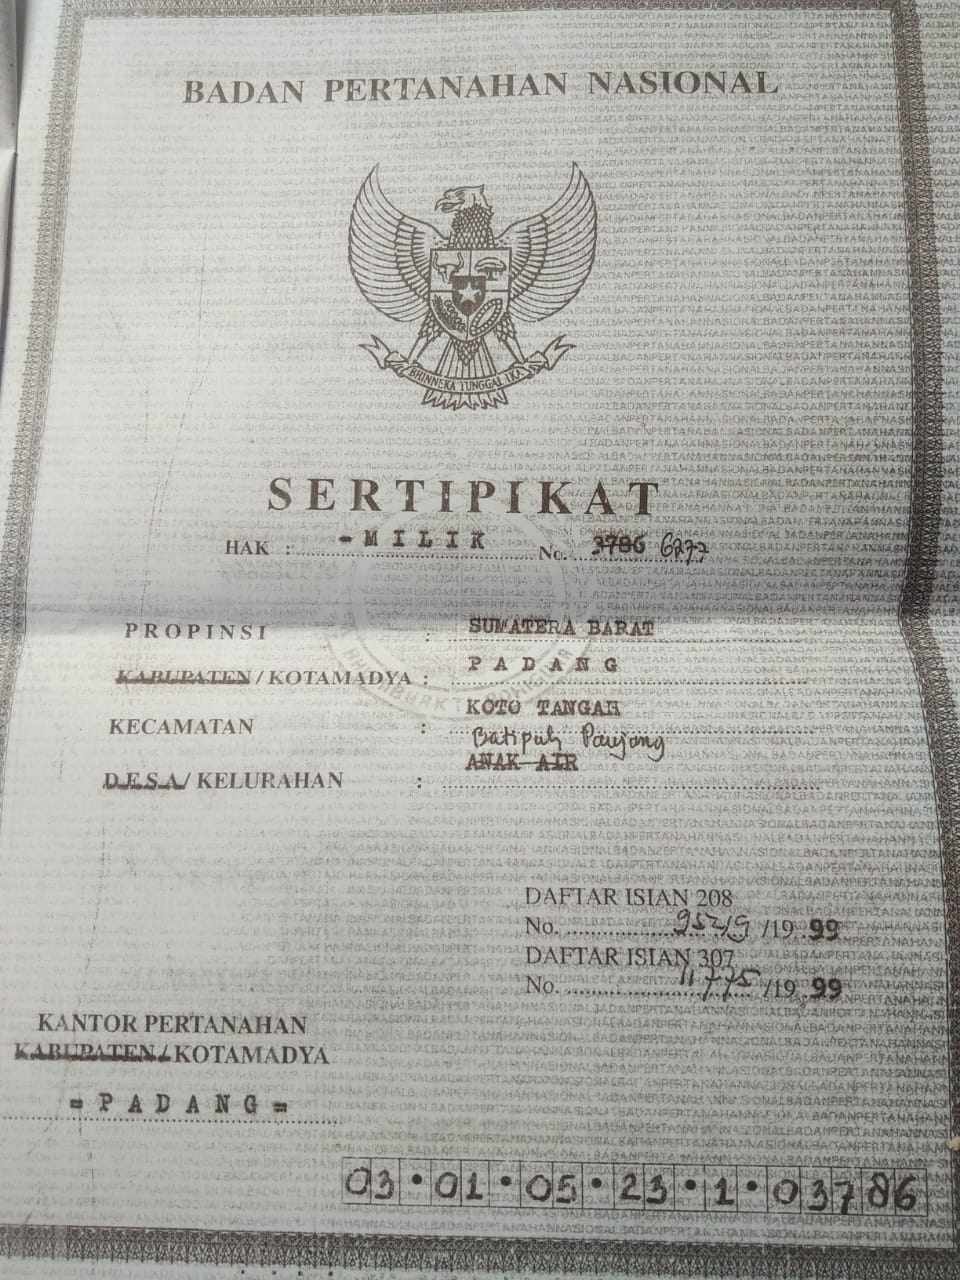 BADAN PERTANAHAN NASIONAL
BHINNEKA TUNGGAL IKA
SERTIPIKAT
HAK : - MILIK No. 3786 6277
PROPINSI : SUMATERA BARAT
KABUPATEN / KOTAMADYA : PADANG
KECAMATAN : KOTO TANGAH
Batipuh Panjang
DESA / KELURAHAN : ANAK AIR
DAFTAR ISIAN 208
No. /19 99
DAFTAR ISIAN 307
No. 11775 /19 99
KANTOR PERTANAHAN
KABUPATEN / KOTAMADYA
= PADANG =
03 • 01 • 05 • 23 • 1 • 03786